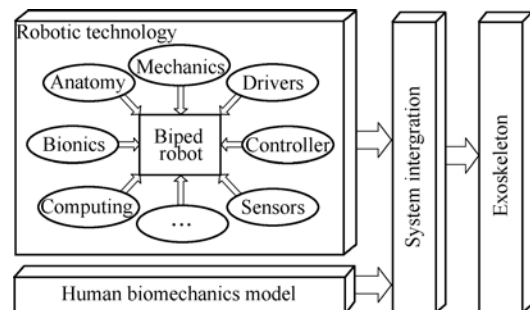 Robotic technology
Mechanics
Anatomy
Drivers
Bionics
Biped
robot
Controller
Computing
...
Sensors
Human biomechanics model
System intergration
Exoskeleton